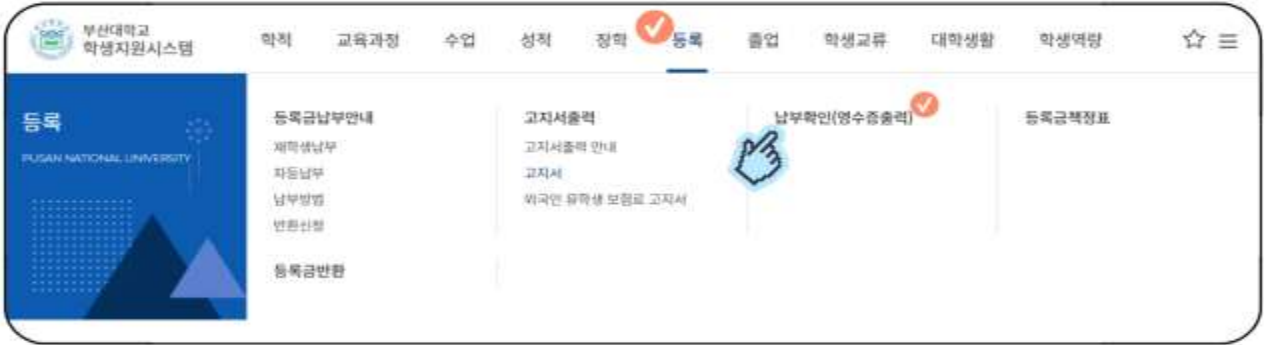 부산대학교
학생지원시스템
학적 교육과정 수업 성적 장학 등록 졸업 학생교류 대학생활 학생역량
등록
PUSAN NATIONAL UNIVERSITY
등록금납부안내
재학생납부
차등납부
납부방법
반환신청
등록금반환
고지서출력
고지서출력 안내
고지서
외국인 유학생 보험료 고지서
납부확인(영수증출력)
등록금책정표